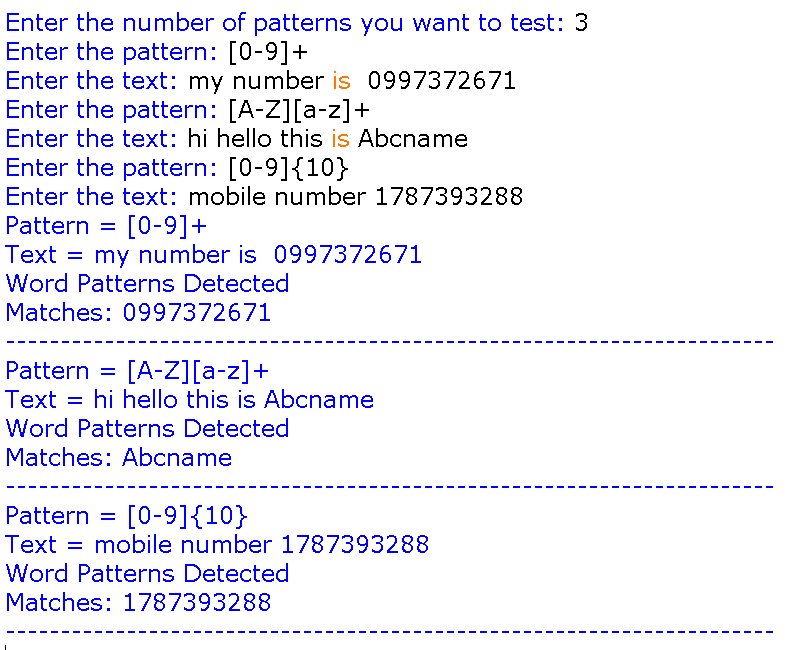 Enter the number of patterns you want to test: 3
Enter the pattern: [0-9]+
Enter the text: my number is  0997372671
Enter the pattern: [A-Z][a-z]+
Enter the text: hi hello this is Abcname
Enter the pattern: [0-9]{10}
Enter the text: mobile number 1787393288
Pattern = [0-9]+
Text = my number is  0997372671
Word Patterns Detected
Matches: 0997372671
----------------------------------------------------------------------
Pattern = [A-Z][a-z]+
Text = hi hello this is Abcname
Word Patterns Detected
Matches: Abcname
----------------------------------------------------------------------
Pattern = [0-9]{10}
Text = mobile number 1787393288
Word Patterns Detected
Matches: 1787393288
----------------------------------------------------------------------